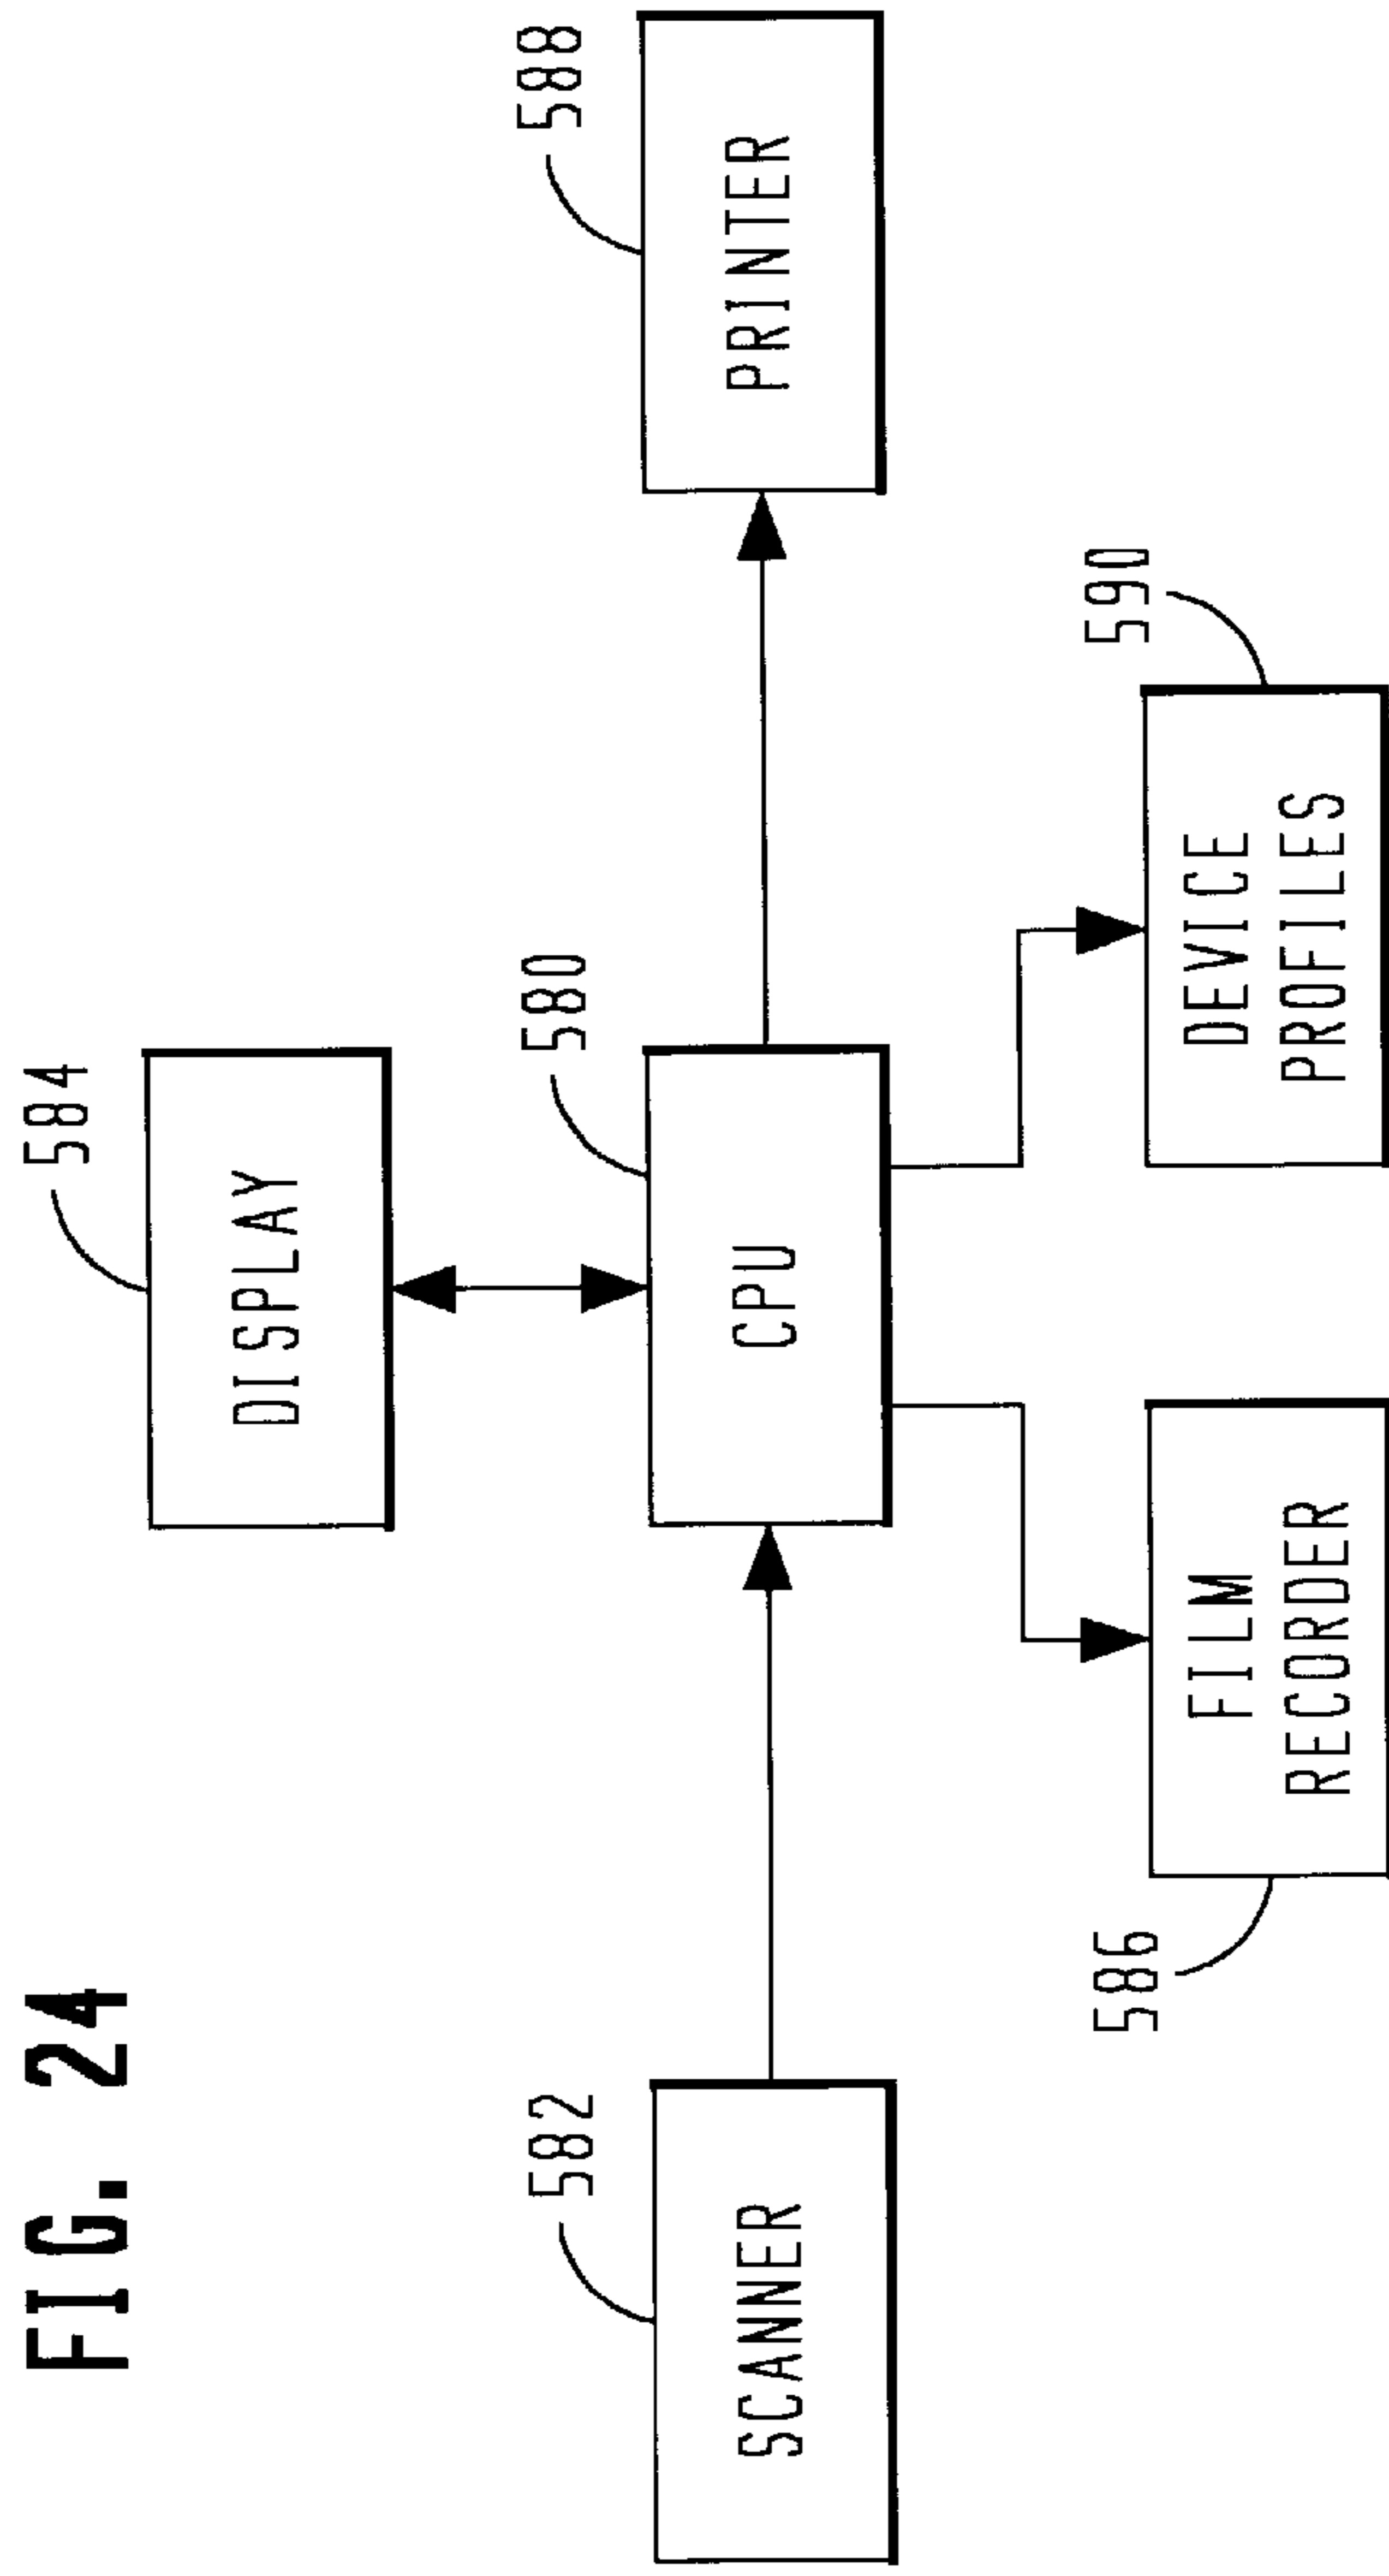 FIG. 24
584
DISPLAY
582
SCANNER
580
CPU
588
PRINTER
586
FILM
RECORDER
590
DEVICE
PROFILES